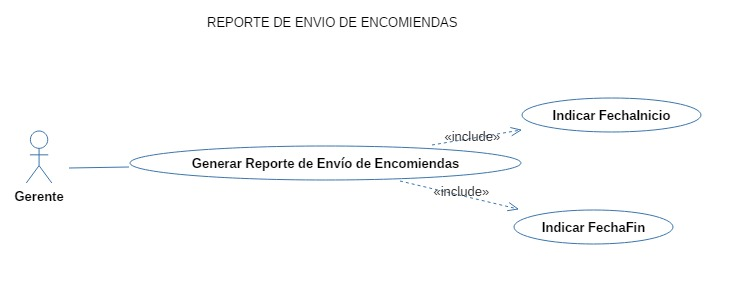 REPORTE DE ENVIO DE ENCOMIENDAS
Indicar FechaInicio
«include»
Generar Reporte de Envío de Encomiendas
«include»
Gerente
Indicar FechaFin